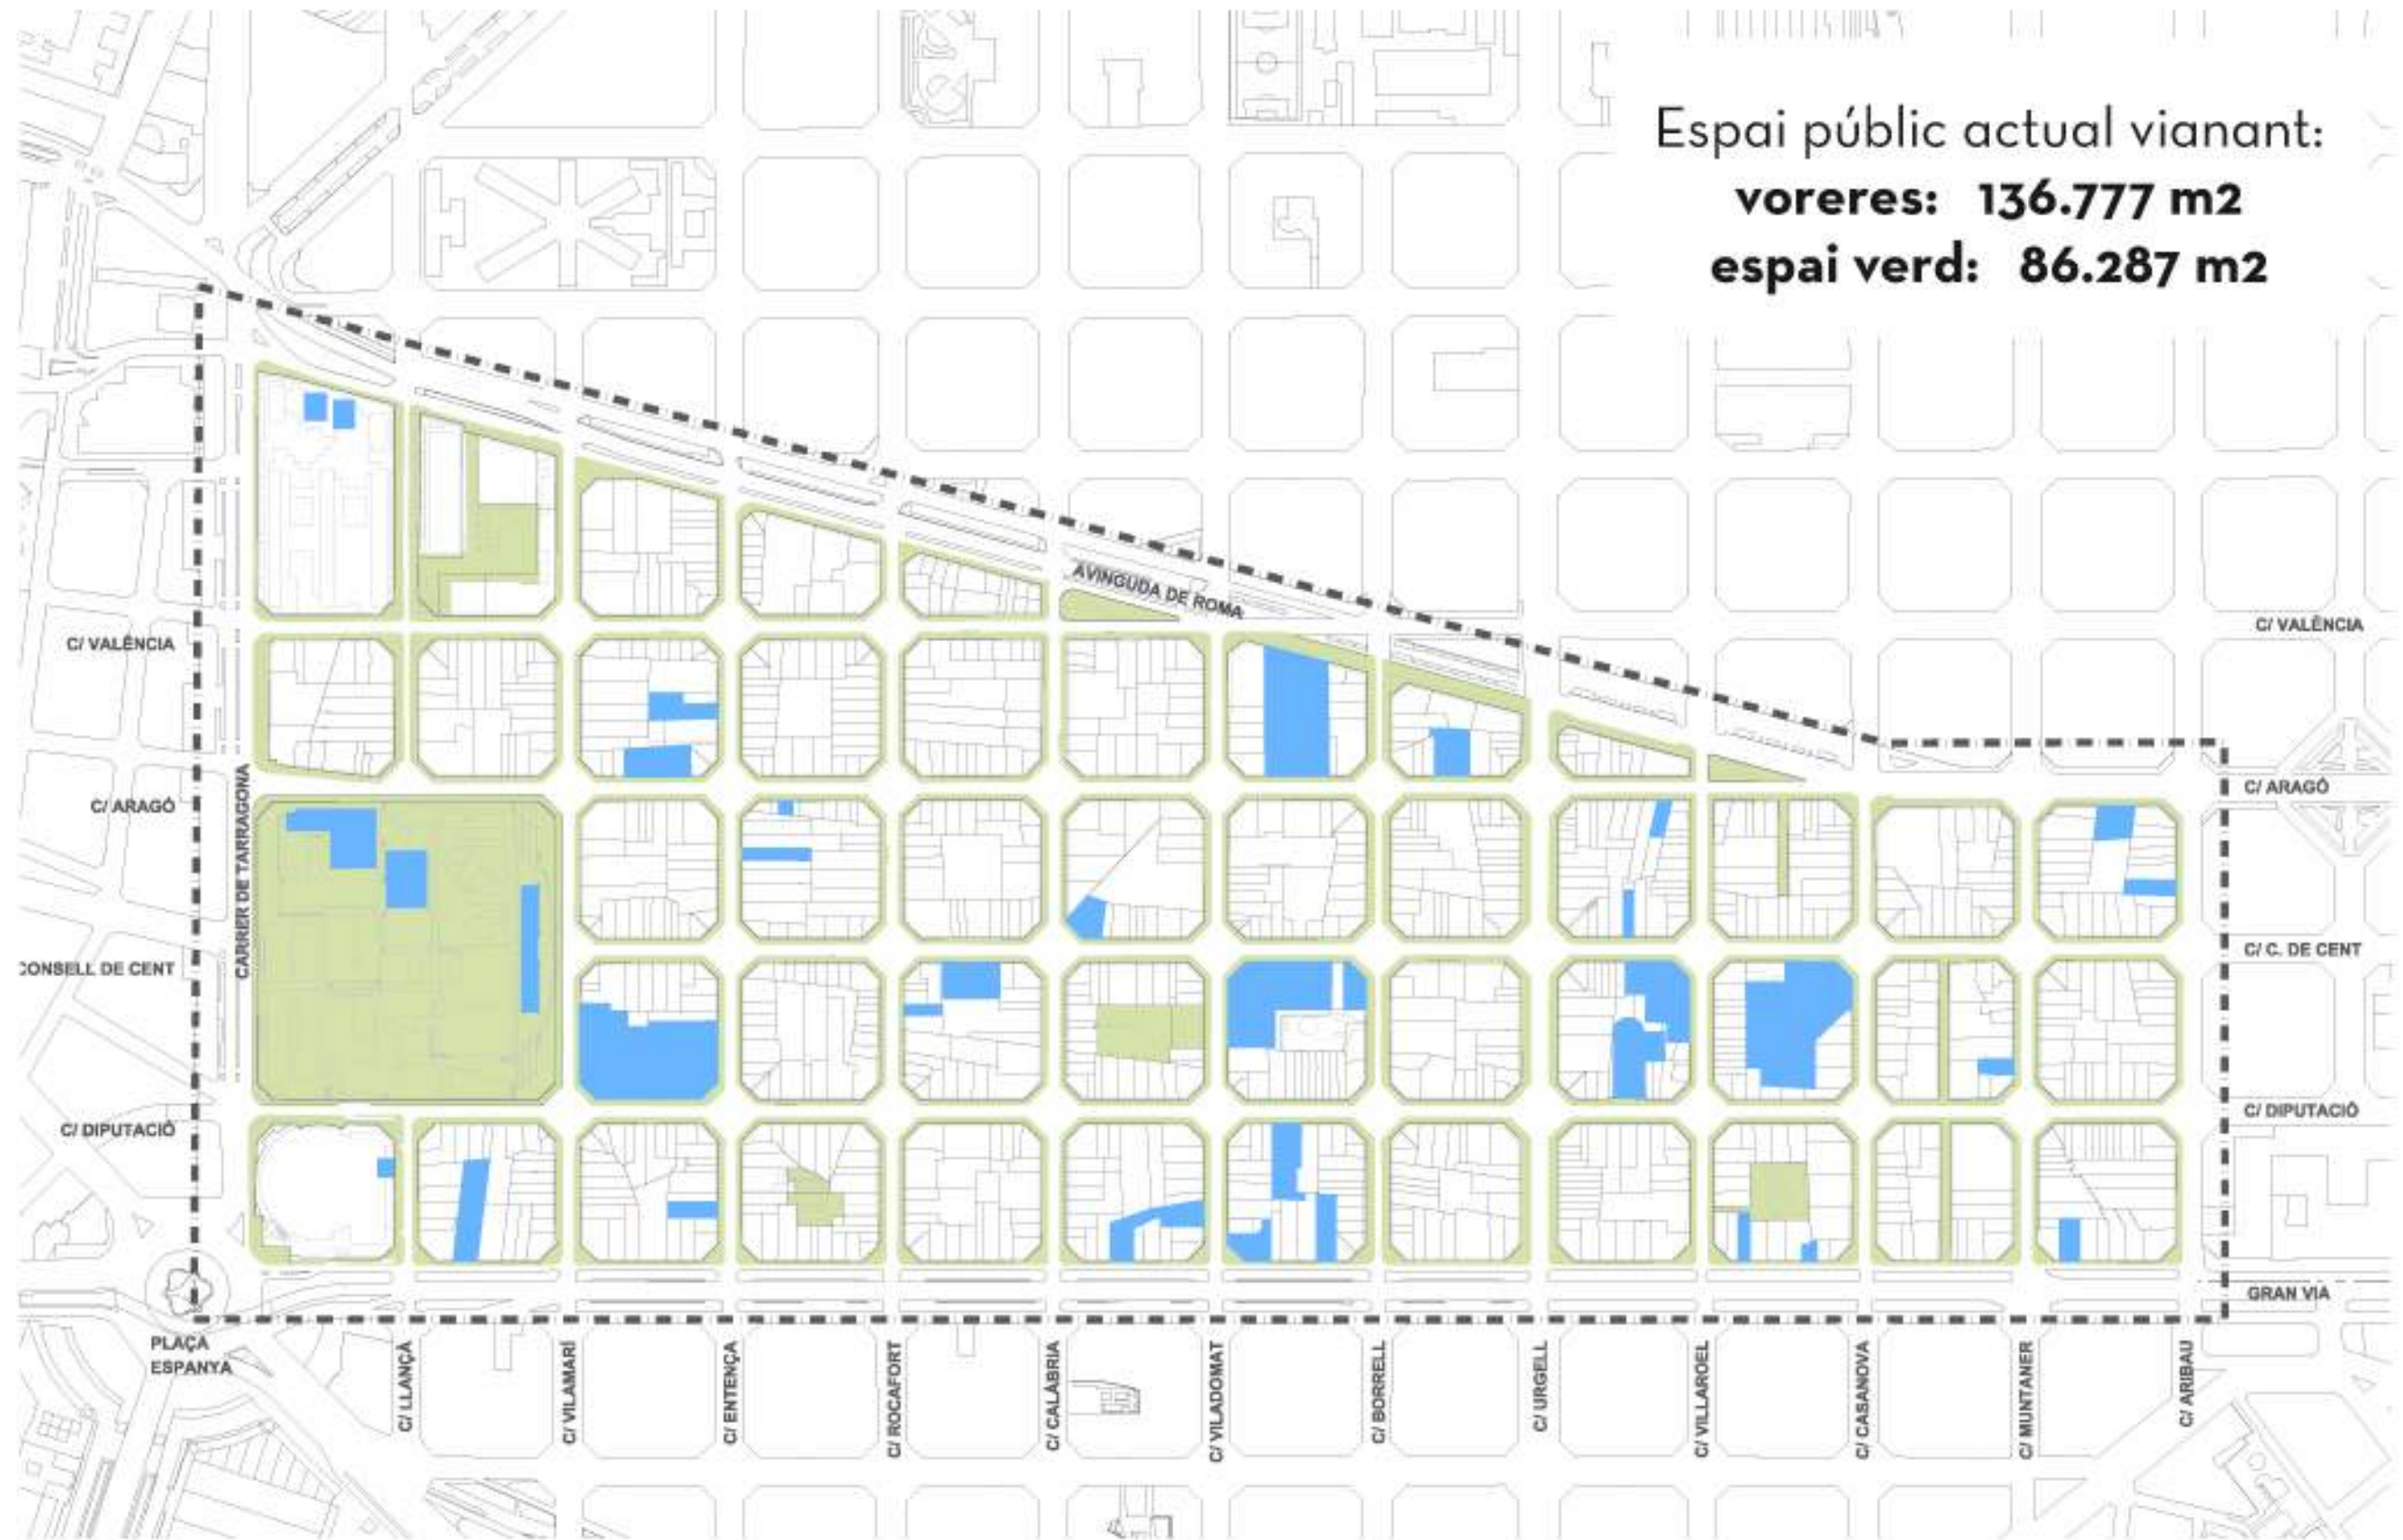 Espai públic actual vianant:
voreres: 136.777 m2
espai verd: 86.287 m2
AVINGUDA DE ROMA
C/ VALÈNCIA
C/ VALÈNCIA
C/ ARAGÓ
C/ ARAGÓ
CARRER DE TARRAGONA
CONSELL DE CENT
C/ C. DE CENT
C/ DIPUTACIÓ
C/ DIPUTACIÓ
GRAN VIA
PLAÇA
ESPANYA
C/ LLANÇÀ
C/ VILAMARÍ
C/ ENTENÇA
C/ ROCAFORT
C/ CALÀBRIA
C/ VILADOMAT
C/ BORRELL
C/ URGELL
C/ VILLAROEL
C/ CASANOVA
C/ MUNTANER
C/ ARIBAU